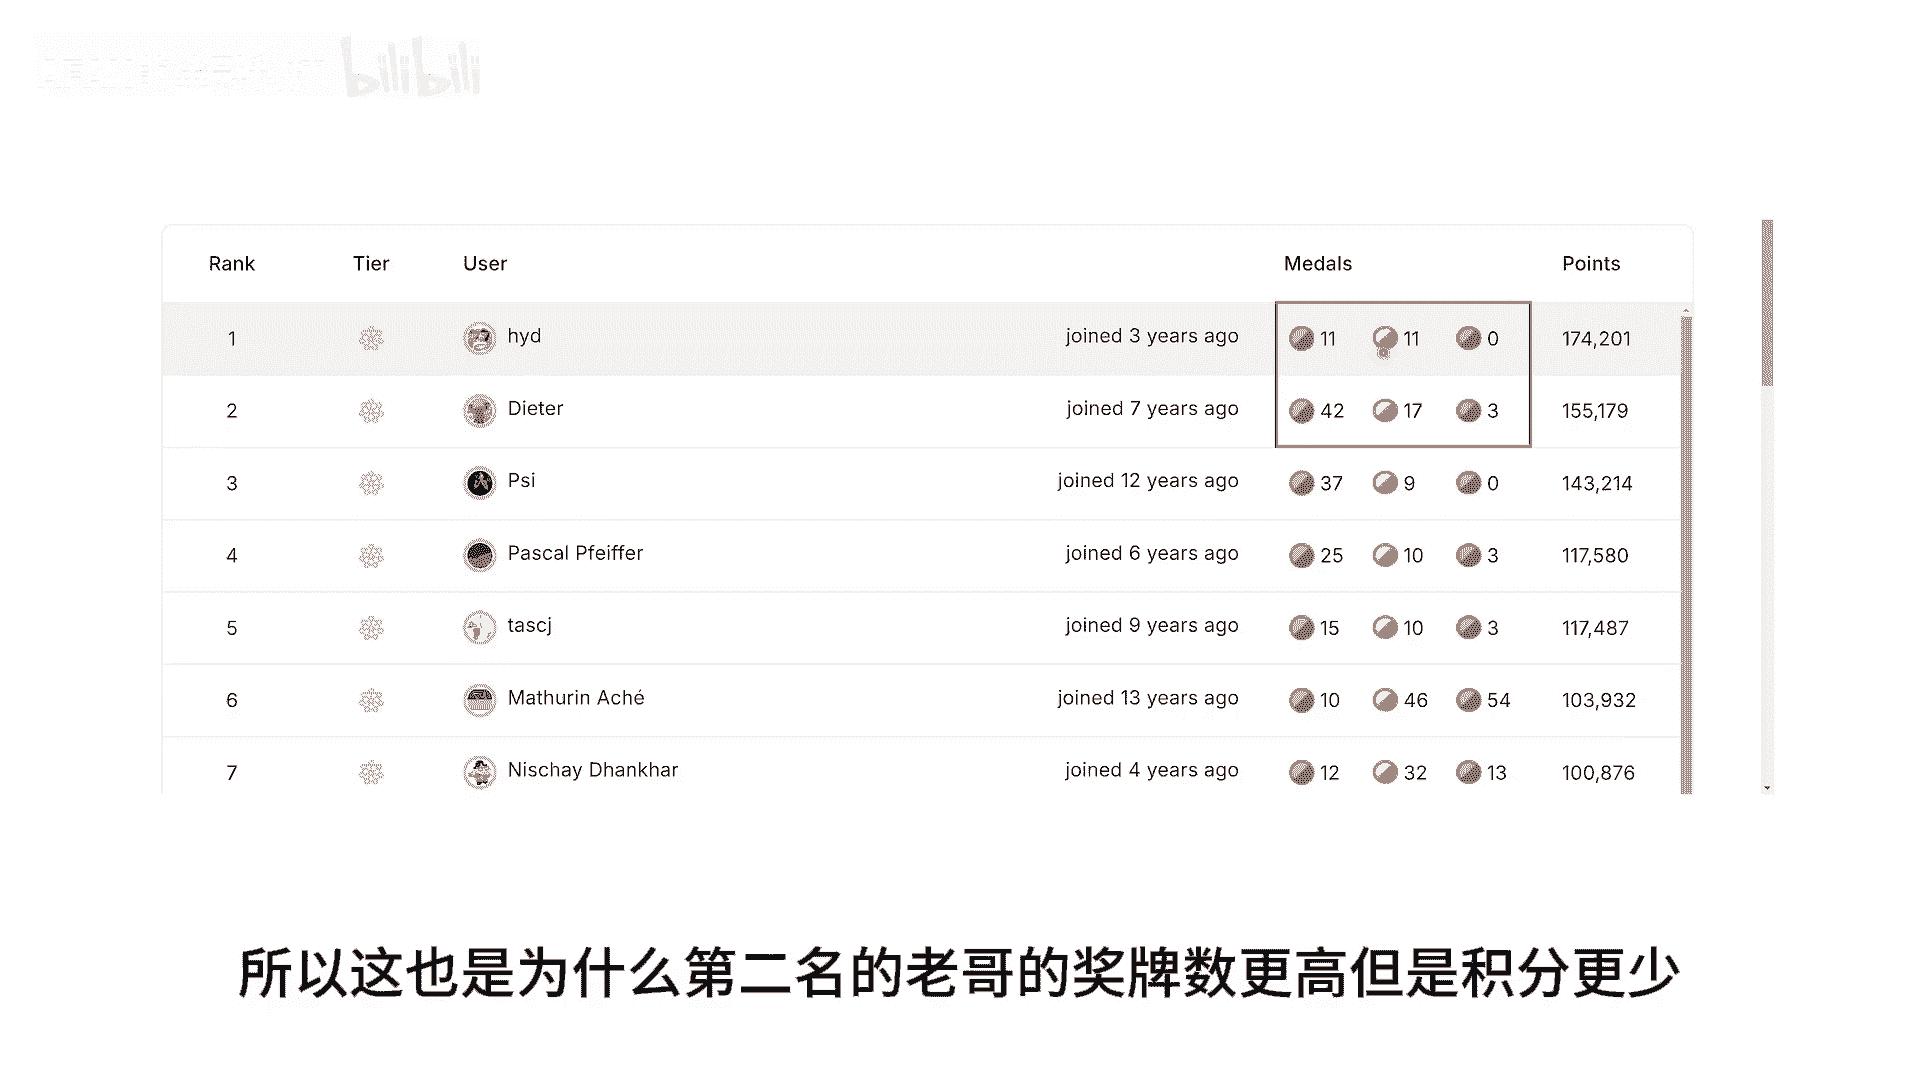 bilibili
Rank Tier User Medals Points
1 hyd joined 3 years ago 11 11 0 174,201
2 Dieter joined 7 years ago 42 17 3 155,179
3 Psi joined 12 years ago 37 9 0 143,214
4 Pascal Pfeiffer joined 6 years ago 25 10 3 117,580
5 tascj joined 9 years ago 15 10 3 117,487
6 Mathurin Aché joined 13 years ago 10 46 54 103,932
7 Nischay Dhankhar joined 4 years ago 12 32 13 100,876
所以这也是为什么第二名的老哥的奖牌数更高但是积分更少